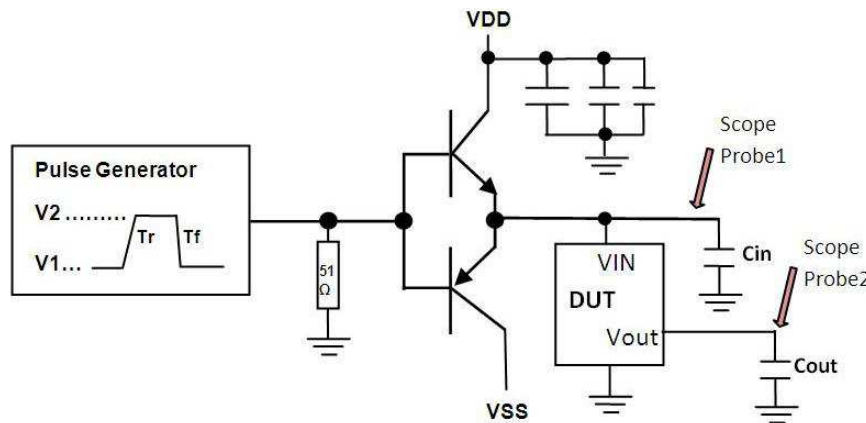 VDD
Scope
Probe1
Pulse Generator
V2 .........
Tr
Tf
V1...
51
Ω
VIN
DUT
Vout
Cin
Scope
Probe2
Cout
VSS